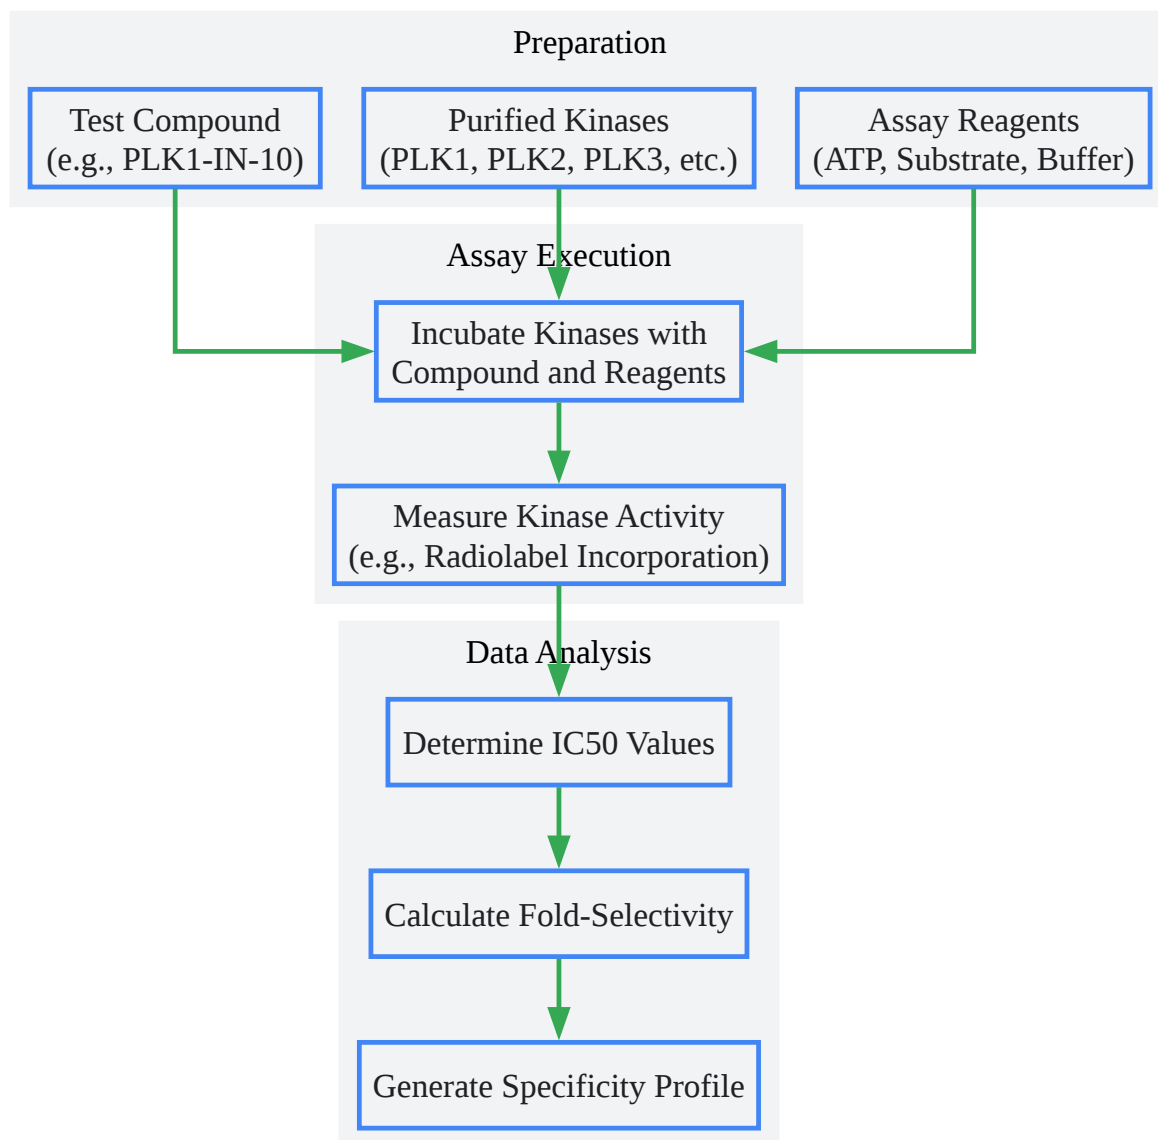 Preparation
Test Compound
(e.g., PLK1-IN-10)
Purified Kinases
(PLK1, PLK2, PLK3, etc.)
Assay Reagents
(ATP, Substrate, Buffer)
Assay Execution
Incubate Kinases with
Compound and Reagents
Measure Kinase Activity
(e.g., Radiolabel Incorporation)
Data Analysis
Determine IC50 Values
Calculate Fold-Selectivity
Generate Specificity Profile